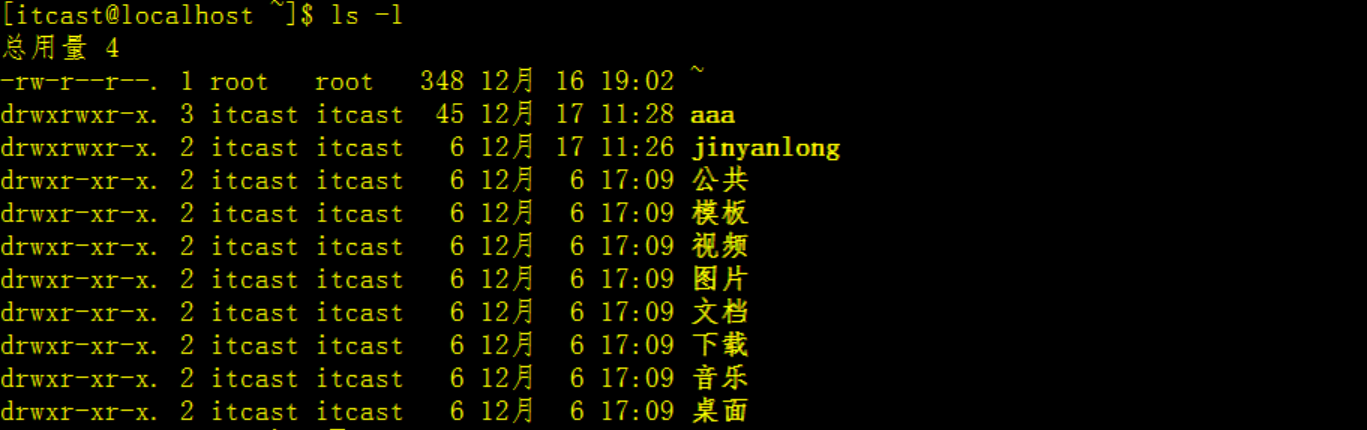 [itcast@localhost ~]$ ls -l
总用量 4
-rw-r--r--. 1 root   root   348 12月 16 19:02 ~
drwxrwxr-x. 3 itcast itcast  45 12月 17 11:28 aaa
drwxrwxr-x. 2 itcast itcast   6 12月 17 11:26 jinyanlong
drwxr-xr-x. 2 itcast itcast   6 12月  6 17:09 公共
drwxr-xr-x. 2 itcast itcast   6 12月  6 17:09 模板
drwxr-xr-x. 2 itcast itcast   6 12月  6 17:09 视频
drwxr-xr-x. 2 itcast itcast   6 12月  6 17:09 图片
drwxr-xr-x. 2 itcast itcast   6 12月  6 17:09 文档
drwxr-xr-x. 2 itcast itcast   6 12月  6 17:09 下载
drwxr-xr-x. 2 itcast itcast   6 12月  6 17:09 音乐
drwxr-xr-x. 2 itcast itcast   6 12月  6 17:09 桌面